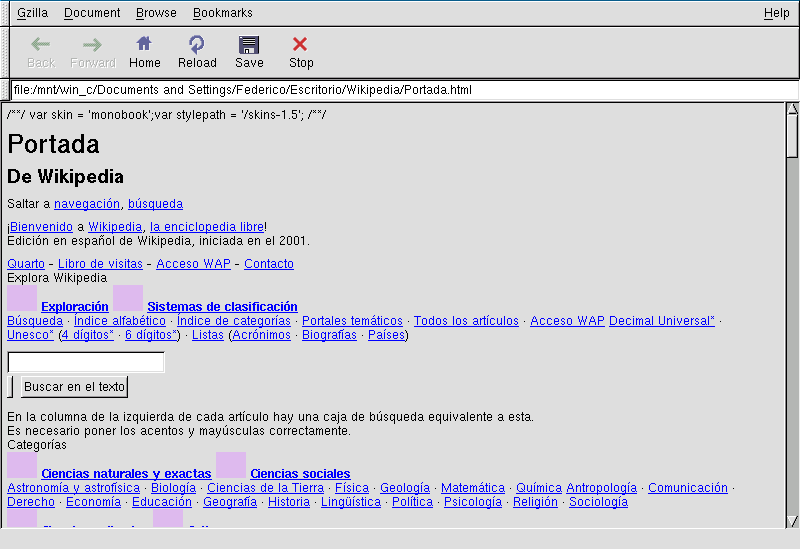 Gzilla Document Browse Bookmarks Help
Back Forward Home Reload Save Stop
file:/mnt/win_c/Documents and Settings/Federico/Escritorio/Wikipedia/Portada.html
/**/ var skin = 'monobook';var stylepath = '/skins-1.5'; /**/
Portada
De Wikipedia
Saltar a navegación, búsqueda
¡Bienvenido a Wikipedia, la enciclopedia libre!
Edición en español de Wikipedia, iniciada en el 2001.
Quarto - Libro de visitas - Acceso WAP - Contacto
Explora Wikipedia
Exploración Sistemas de clasificación
Búsqueda · Índice alfabético · Índice de categorías · Portales temáticos · Todos los artículos · Acceso WAP Decimal Universal* ·
Unesco* (4 dígitos* · 6 dígitos*) · Listas (Acrónimos · Biografías · Países)
Buscar en el texto
En la columna de la izquierda de cada artículo hay una caja de búsqueda equivalente a esta.
Es necesario poner los acentos y mayúsculas correctamente.
Categorías
Ciencias naturales y exactas Ciencias sociales
Astronomía y astrofísica · Biología · Ciencias de la Tierra · Física · Geología · Matemática · Química Antropología · Comunicación ·
Derecho · Economía · Educación · Geografía · Historia · Lingüística · Política · Psicología · Religión · Sociología